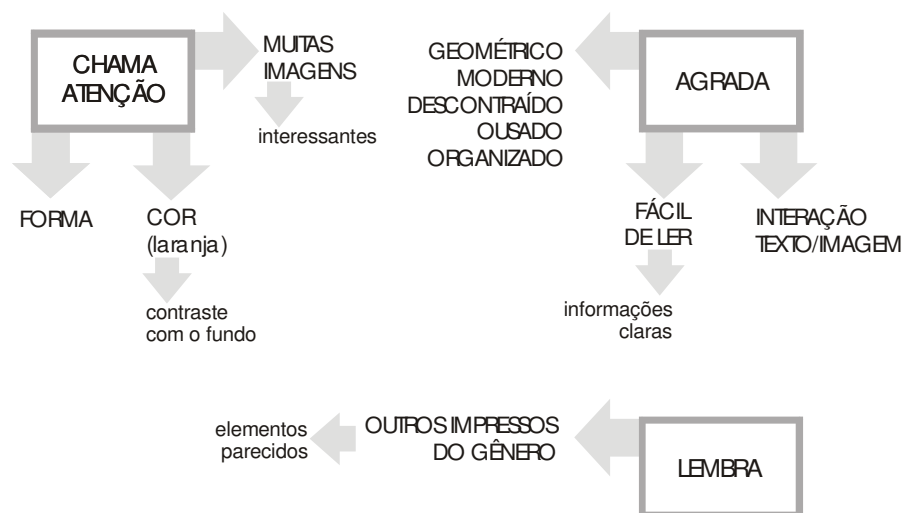 CHAMA
ATENÇÃO
MUITAS
IMAGENS
interessantes
FORMA
COR
(laranja)
contraste
com o fundo
GEOMÉTRICO
MODERNO
DESCONTRAÍDO
OUSADO
ORGANIZADO
AGRADA
FÁCIL
DE LER
informações
claras
INTERAÇÃO
TEXTO/IMAGEM
elementos
parecidos
OUTROS IMPRESSOS
DO GÊNERO
LEMBRA